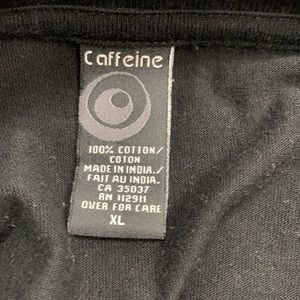 Caffeine
100% COTTON/
COTON
MADE IN INDIA./
FAIT AU INDIA.
CA 35037
RN 112911
OVER FOR CARE
XL